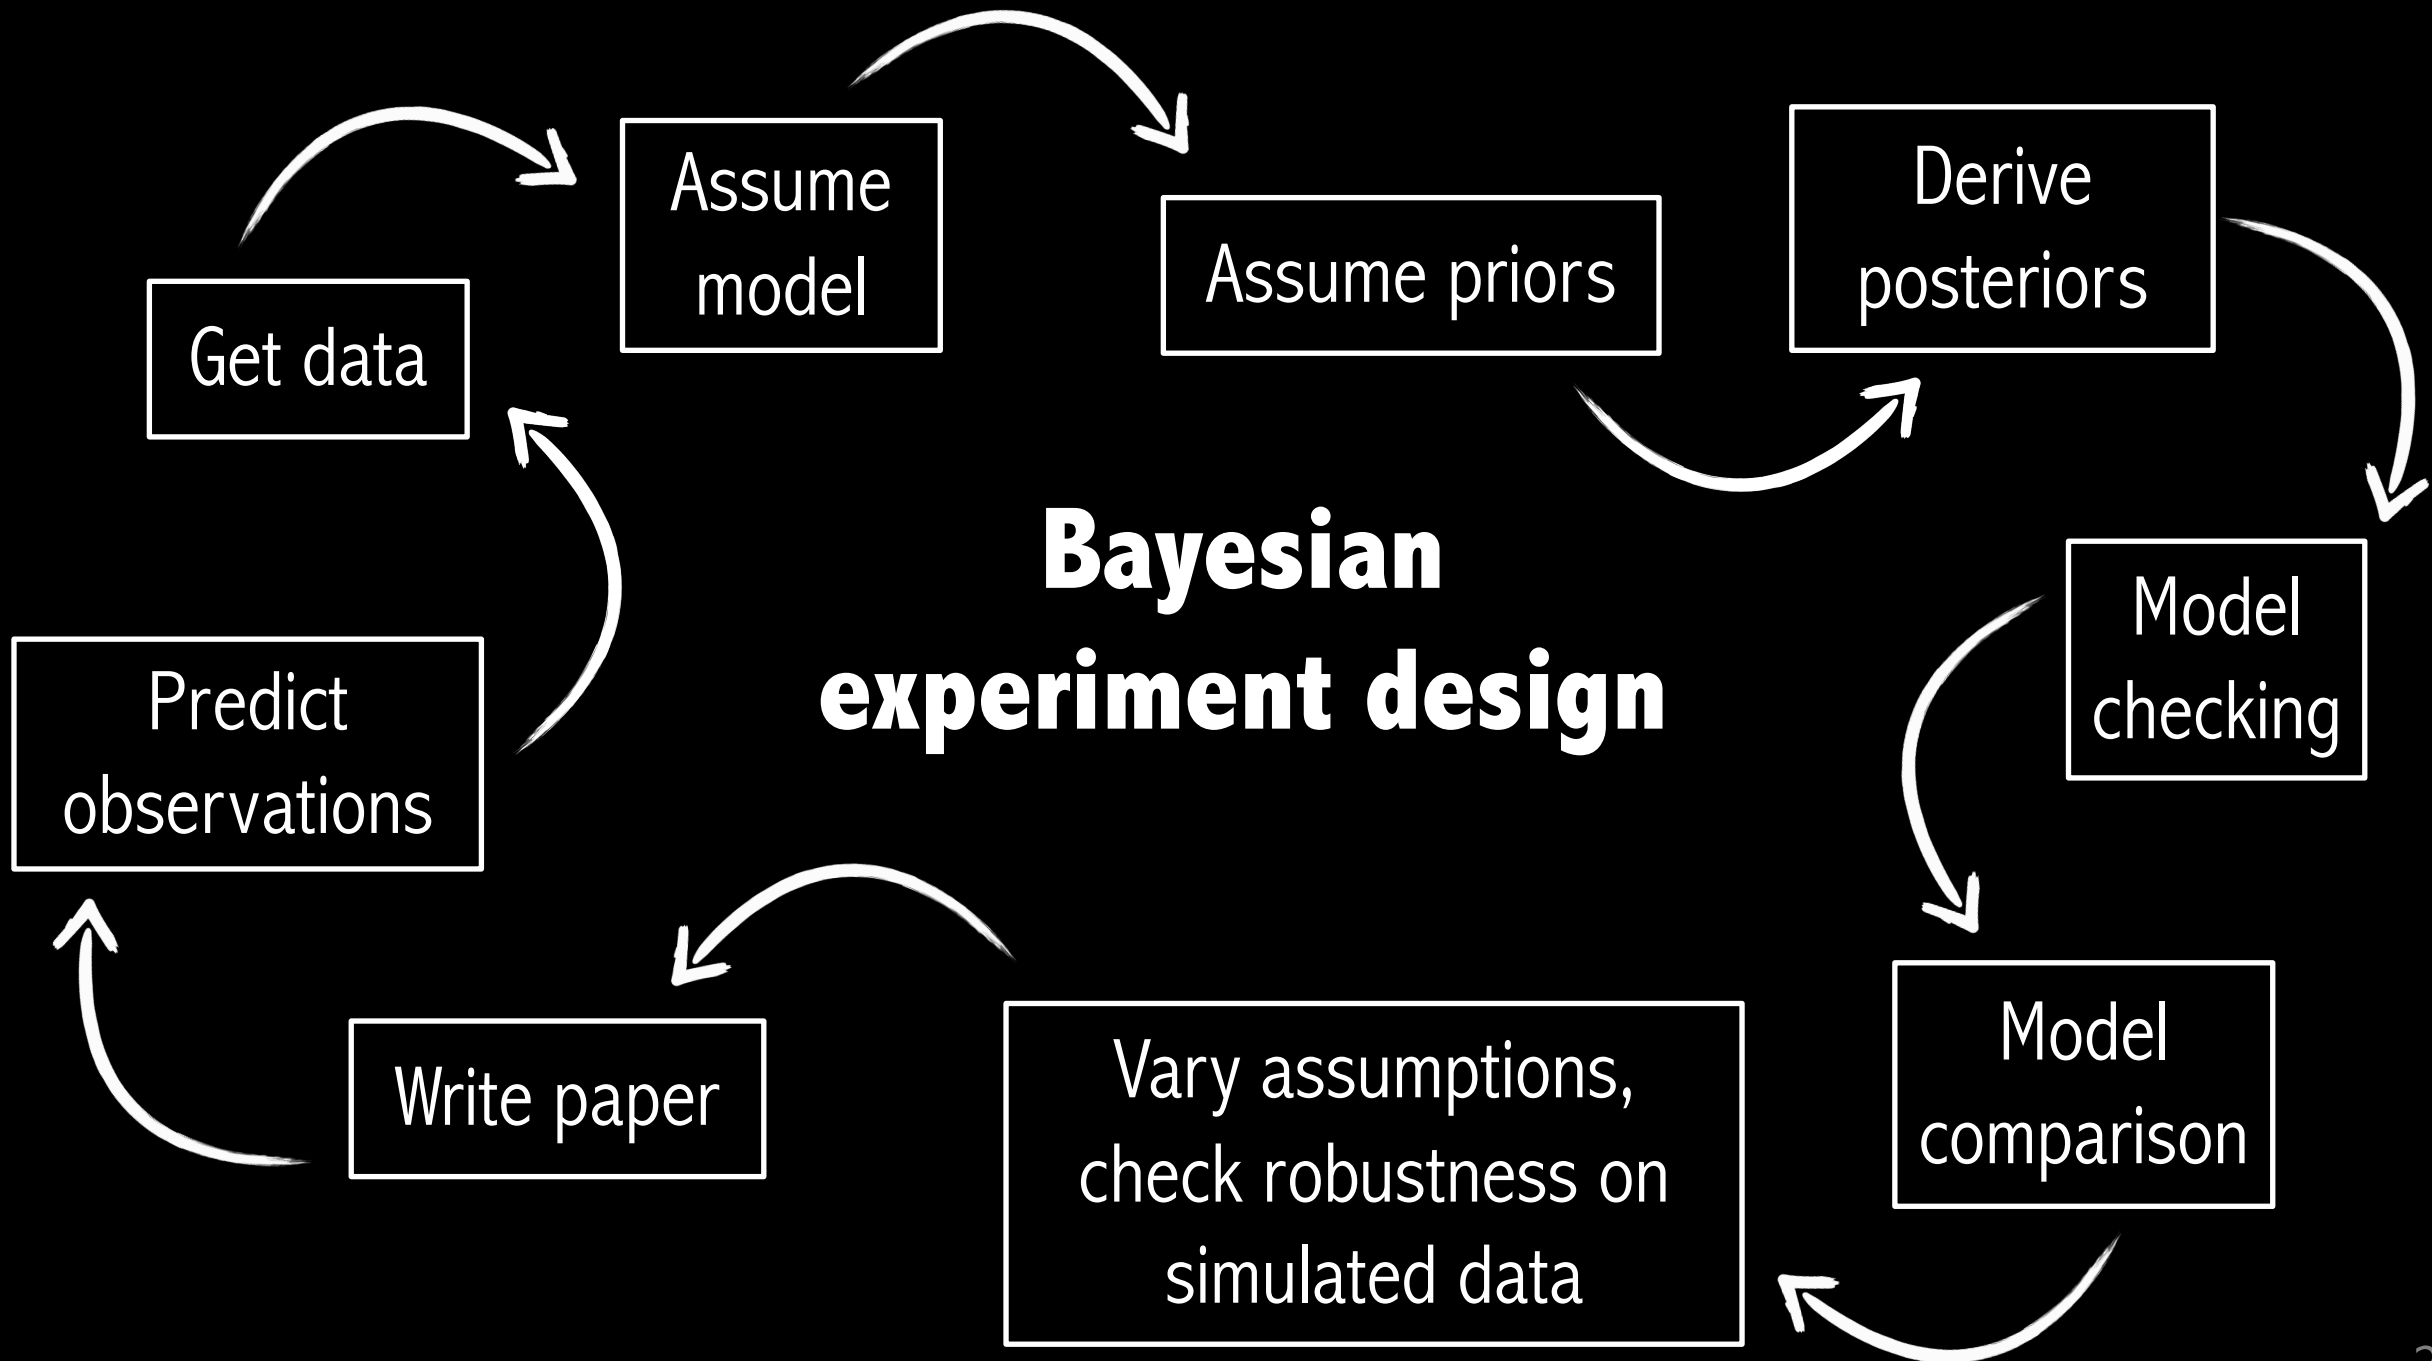 Get data
Assume
model
Assume priors
Derive
posteriors
Model
checking
Model
comparison
Vary assumptions,
check robustness on
simulated data
Write paper
Predict
observations
Bayesian
experiment design